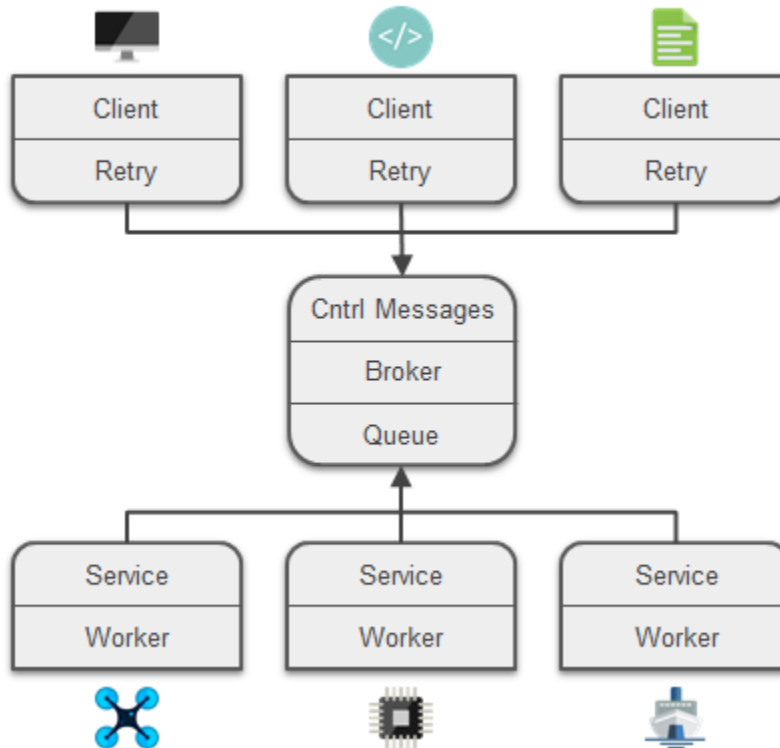 Client Client Client
Retry Retry Retry
Cntrl Messages
Broker
Queue
Service Service Service
Worker Worker Worker